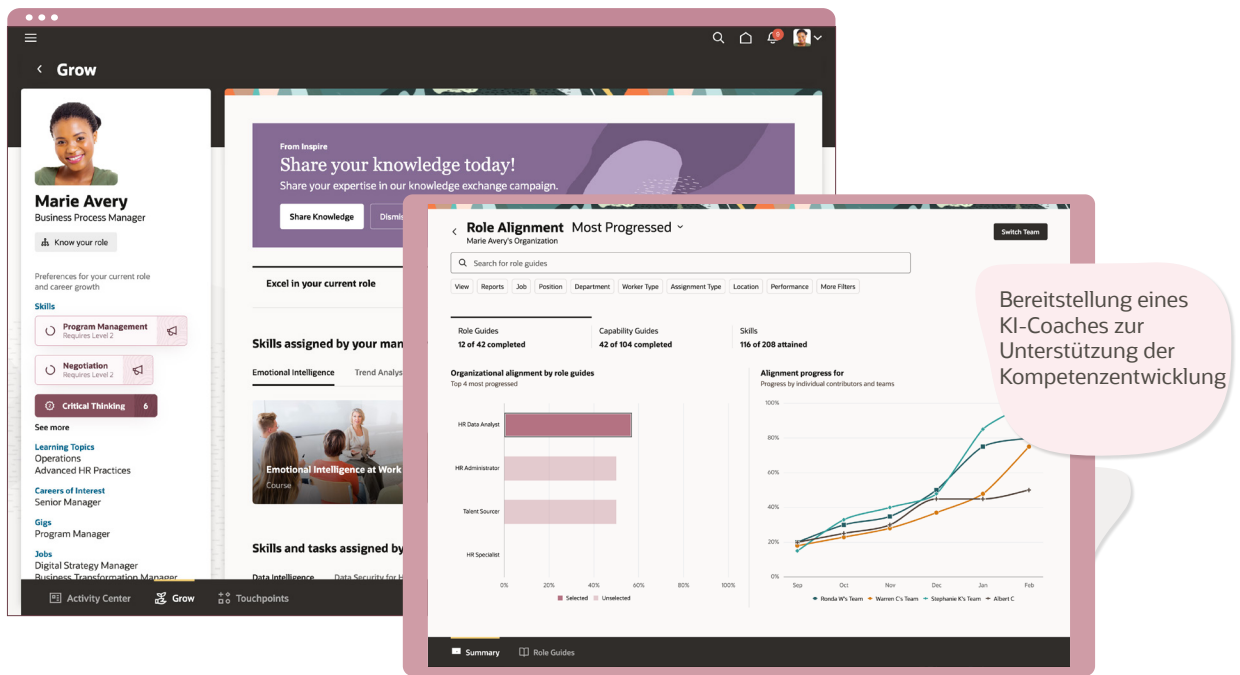 Grow
Marie Avery
Business Process Manager
Know your role
Preferences for your current role
and career growth
Skills
Program Management
Requires Level 2
Negotiation
Requires Level 2
Critical Thinking 6
See more
Learning Topics
Operations
Advanced HR Practices
Careers of Interest
Senior Manager
Gigs
Program Manager
Jobs
Digital Strategy Manager
Business Transformation Manager
From Inspire
Share your knowledge today!
Share your expertise in our knowledge exchange campaign.
Share Knowledge Dismi
Excel in your current role
Skills assigned by your man
Emotional Intelligence Trend Analys
Emotional Intelligence at Work
Course
Skills and tasks assigned by
Data Intelligence Data Security for H
Activity Center Grow Touchpoints
Role Alignment Most Progressed
Marie Avery's Organization
Switch Team
Search for role guides
View Reports Job Position Department Worker Type Assignment Type Location Performance More Filters
Role Guides
12 of 42 completed
Capability Guides
42 of 104 completed
Skills
116 of 208 attained
Organizational alignment by role guides
Top 4 most progressed
HR Data Analyst
HR Administrator
Talent Sourcer
HR Specialist
0% 20% 40% 60% 80% 100%
Selected Unselected
Alignment progress for
Progress by individual contributors and teams
100%
80%
60%
40%
20%
0%
Sep Oct Nov Dec Jan Feb
Ronda W's Team Warren C's Team Stephanie K's Team Albert C
Summary Role Guides
Bereitstellung eines
KI-Coaches zur
Unterstützung der
Kompetenzentwicklung